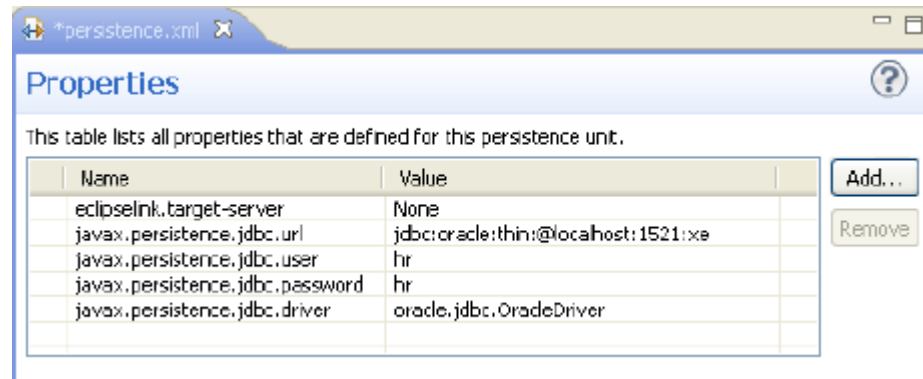 *persistence.xml
Properties
This table lists all properties that are defined for this persistence unit.
Name Value
eclipselink.target-server None
javax.persistence.jdbc.url jdbc:oracle:thin:@localhost:1521:xe
javax.persistence.jdbc.user hr
javax.persistence.jdbc.password hr
javax.persistence.jdbc.driver oracle.jdbc.OracleDriver
Add...
Remove